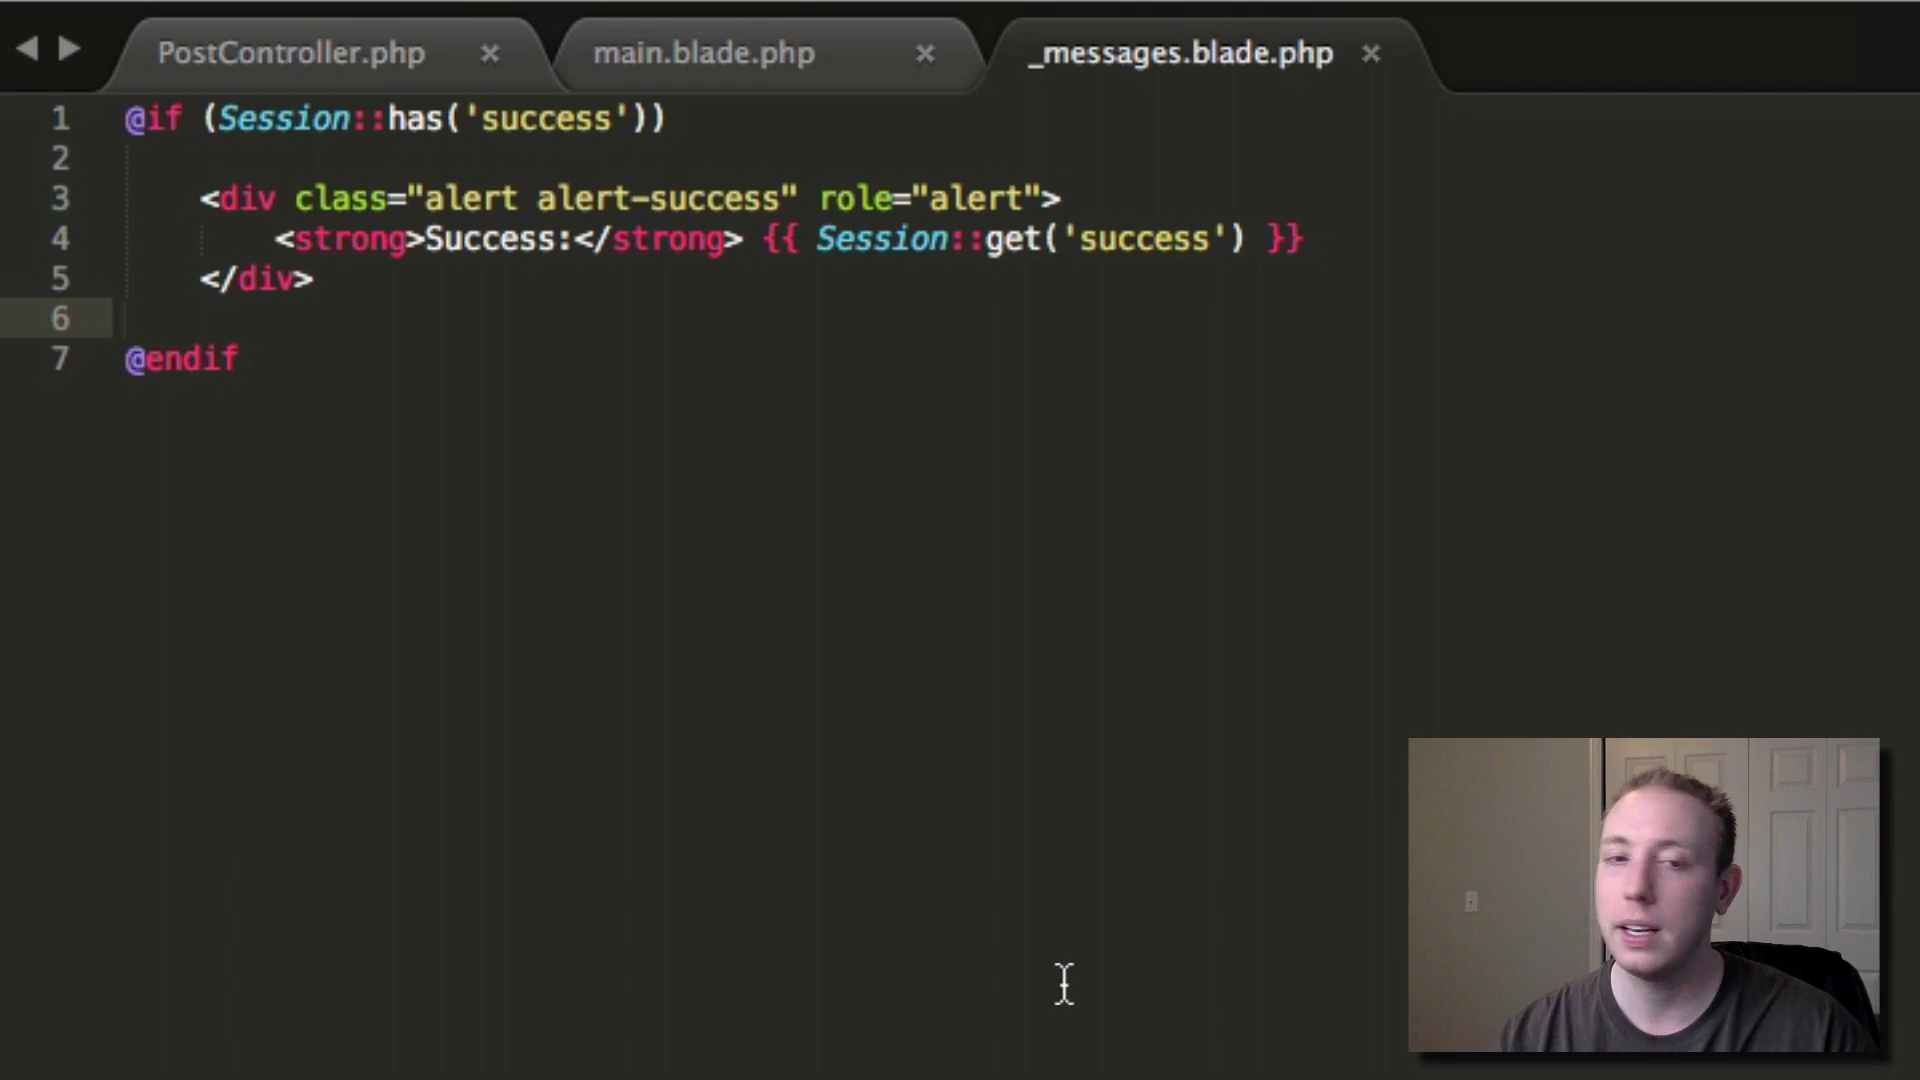 PostController.php × main.blade.php × _messages.blade.php ×
1 @if (Session::has('success'))
2
3 <div class="alert alert-success" role="alert">
4 <strong>Success:</strong> {{ Session::get('success') }}
5 </div>
6
7 @endif